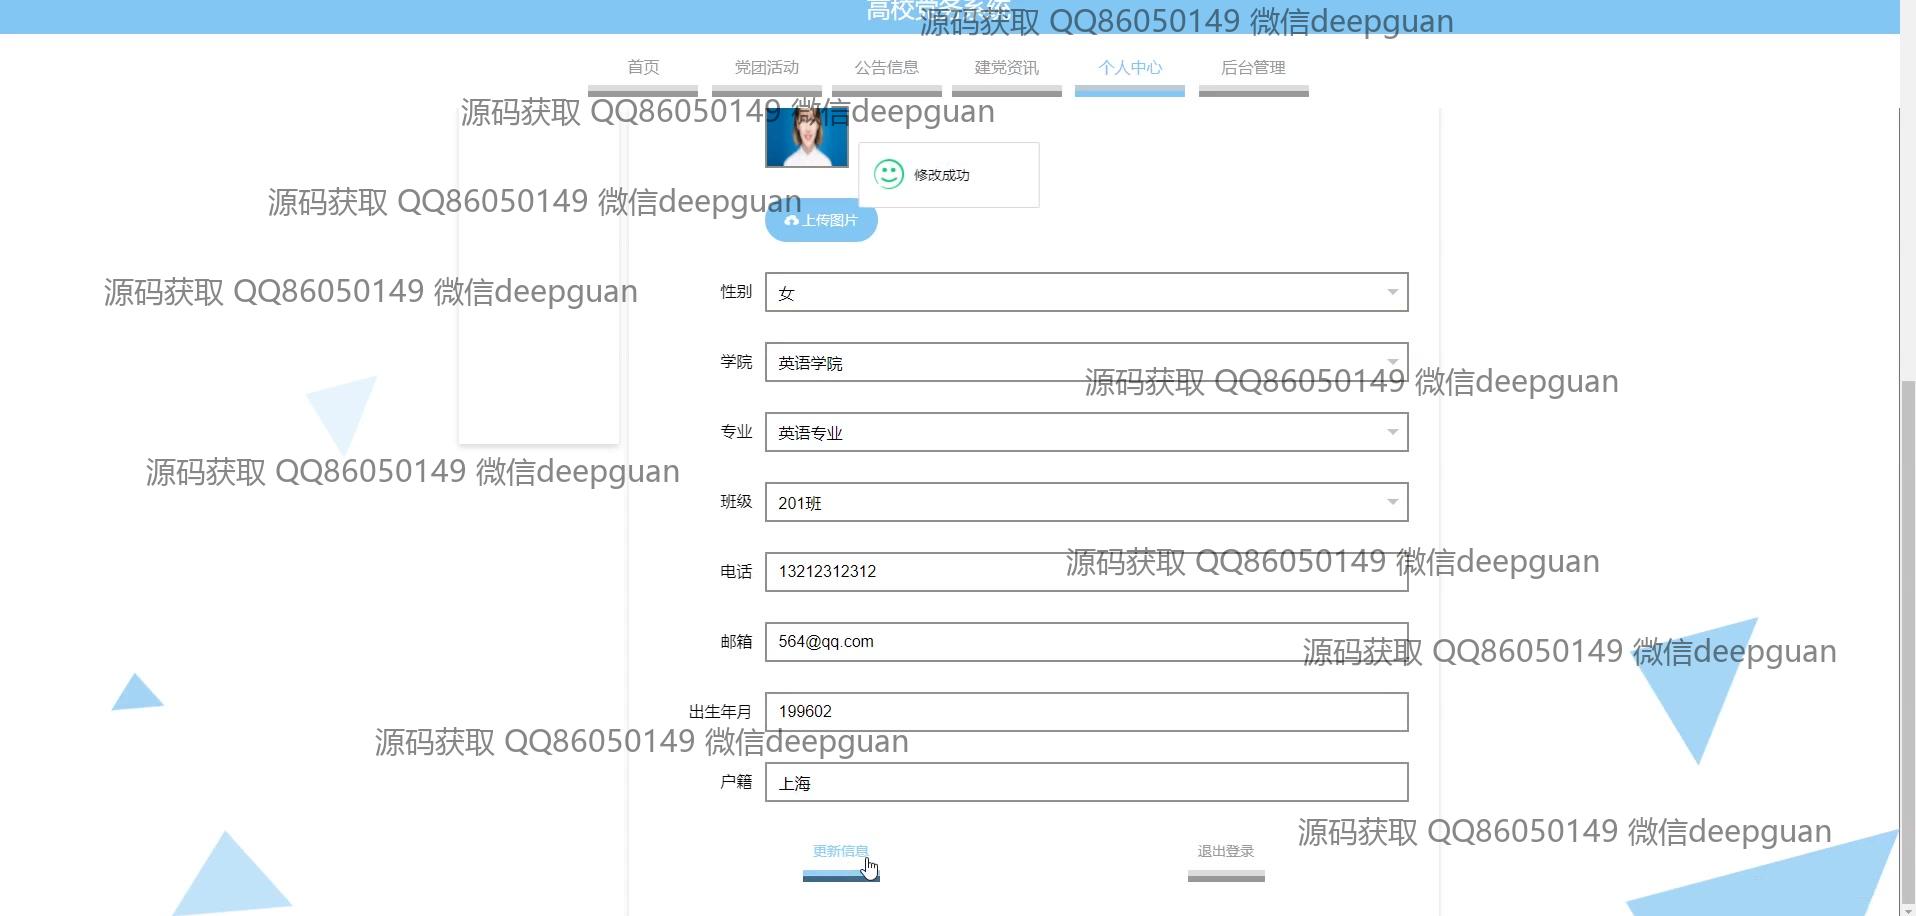 高校党务系统
源码获取 QQ86050149 微信deepguan
首页 党团活动 公告信息 建党资讯 个人中心 后台管理
源码获取 QQ86050149 微信deepguan
修改成功
源码获取 QQ86050149 微信deepguan
上传图片
性别 女
源码获取 QQ86050149 微信deepguan
学院 英语学院
源码获取 QQ86050149 微信deepguan
专业 英语专业
源码获取 QQ86050149 微信deepguan
班级 201班
电话 13212312312
源码获取 QQ86050149 微信deepguan
邮箱 564@qq.com
源码获取 QQ86050149 微信deepguan
出生年月 199602
源码获取 QQ86050149 微信deepguan
户籍 上海
源码获取 QQ86050149 微信deepguan
更新信息 退出登录